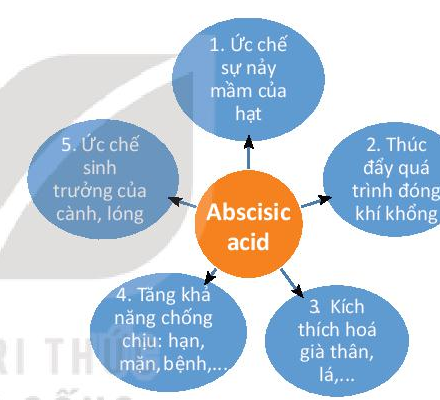 1. Ức chế
sự nảy
mầm của
hạt
5. Ức chế
sinh
trưởng của
cành, lóng
2. Thúc
đẩy quá
trình đóng
khí khổng
Abscisic
acid
4. Tăng khả
năng chống
chịu: hạn,
mặn,bệnh,...
3. Kích
thích hoá
già thân,
lá,...